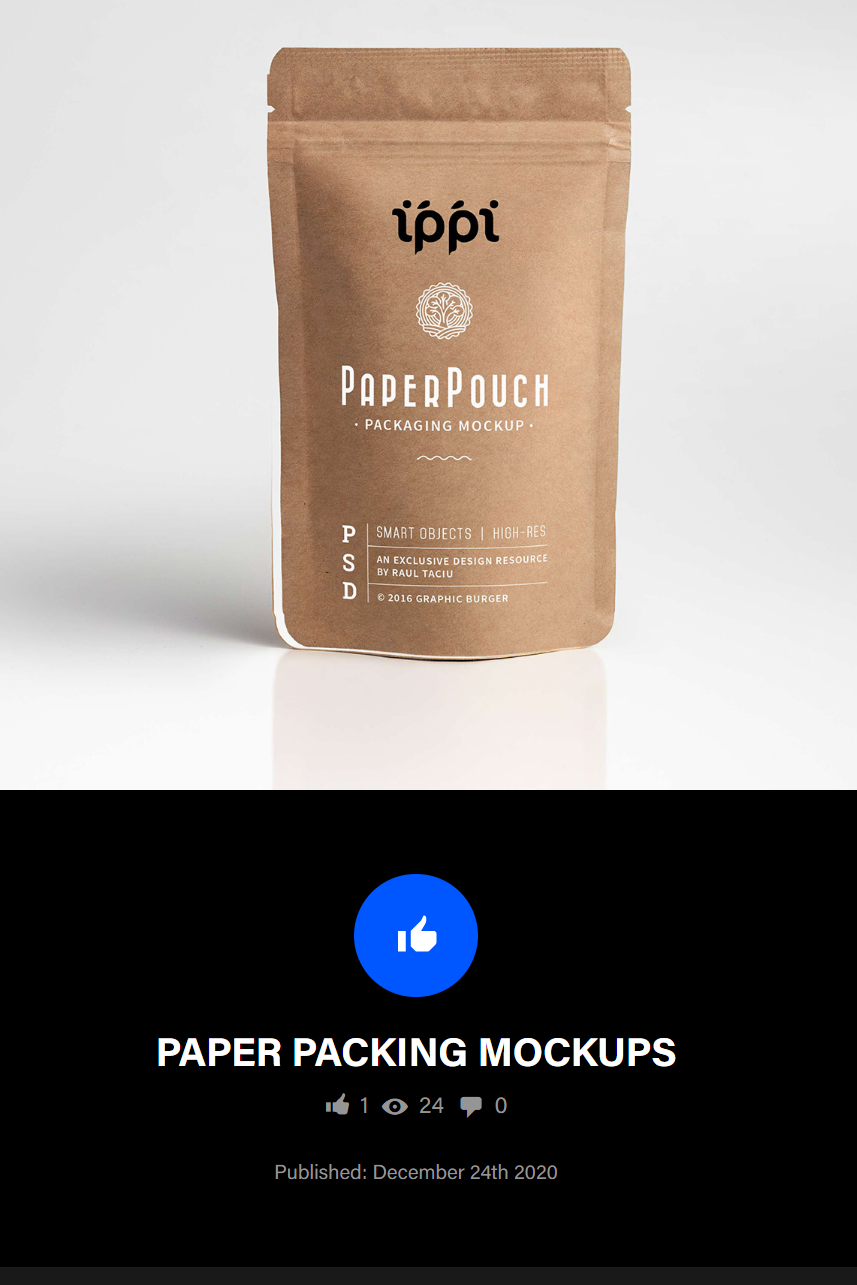 ippi
PAPERPOUCH
· PACKAGING MOCKUP ·
P
S
D
SMART OBJECTS | HIGH-RES
AN EXCLUSIVE DESIGN RESOURCE
BY RAUL TACIU
© 2016 GRAPHIC BURGER
PAPER PACKING MOCKUPS
1 24 0
Published: December 24th 2020